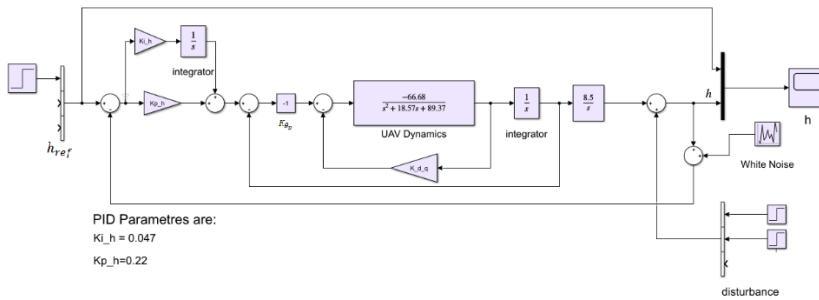 Ki_h
1
s
integrator
Kp_h
-1
-66.68
s² + 18.57s + 89.37
UAV Dynamics
1
s
integrator
8.5
s
h
h
K_d_q
White Noise
h_ref
disturbance
PID Parametres are:
Ki_h = 0.047
Kp_h=0.22